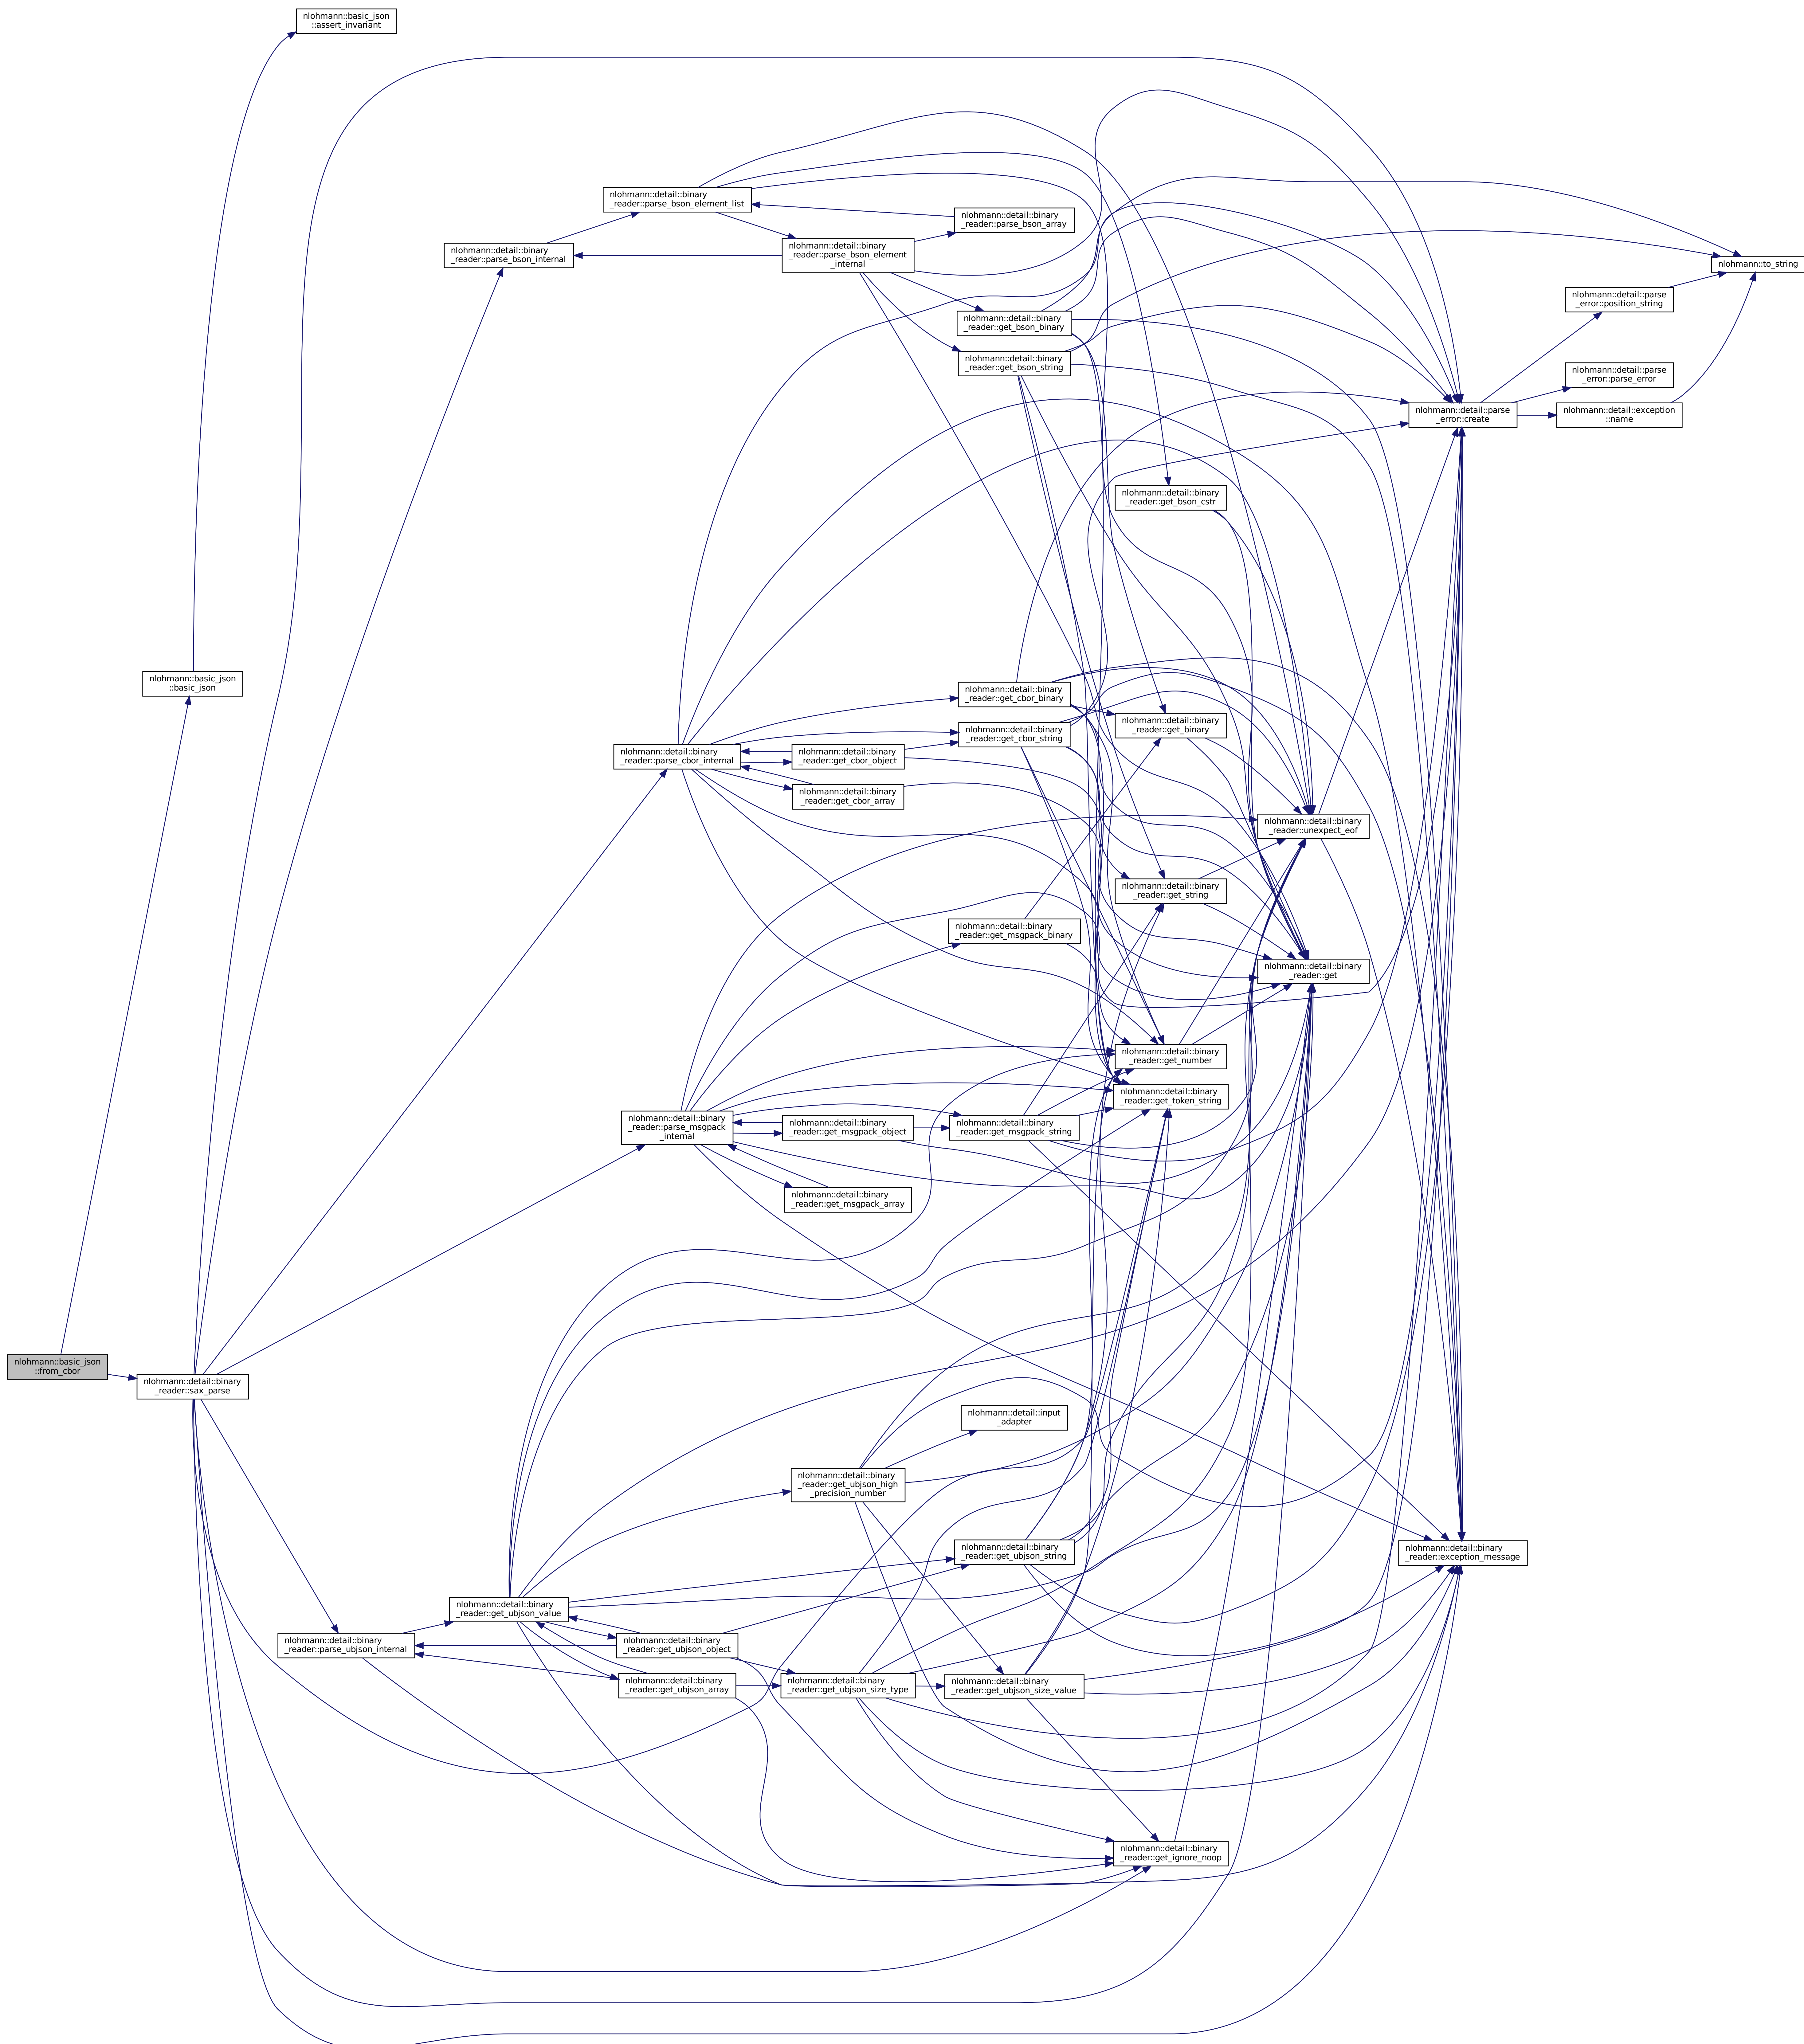 nlohmann::basic_json
::assert_invariant
nlohmann::detail::binary
_reader::parse_bson_element_list
nlohmann::detail::binary
_reader::parse_bson_array
nlohmann::detail::binary
_reader::parse_bson_internal
nlohmann::detail::binary
_reader::parse_bson_element
_internal
nlohmann::to_string
nlohmann::detail::parse
_error::position_string
nlohmann::detail::binary
_reader::get_bson_binary
nlohmann::detail::binary
_reader::get_bson_string
nlohmann::detail::parse
_error::parse_error
nlohmann::detail::parse
_error::create
nlohmann::detail::exception
::name
nlohmann::detail::binary
_reader::get_bson_cstr
nlohmann::basic_json
::basic_json
nlohmann::detail::binary
_reader::get_cbor_binary
nlohmann::detail::binary
_reader::get_cbor_string
nlohmann::detail::binary
_reader::get_binary
nlohmann::detail::binary
_reader::parse_cbor_internal
nlohmann::detail::binary
_reader::get_cbor_object
nlohmann::detail::binary
_reader::get_cbor_array
nlohmann::detail::binary
_reader::unexpect_eof
nlohmann::detail::binary
_reader::get_string
nlohmann::detail::binary
_reader::get_msgpack_binary
nlohmann::detail::binary
_reader::get
nlohmann::detail::binary
_reader::get_number
nlohmann::detail::binary
_reader::get_token_string
nlohmann::detail::binary
_reader::parse_msgpack
_internal
nlohmann::detail::binary
_reader::get_msgpack_object
nlohmann::detail::binary
_reader::get_msgpack_string
nlohmann::detail::binary
_reader::get_msgpack_array
nlohmann::basic_json
::from_cbor
nlohmann::detail::binary
_reader::sax_parse
nlohmann::detail::input
_adapter
nlohmann::detail::binary
_reader::get_ubjson_high
_precision_number
nlohmann::detail::binary
_reader::get_ubjson_string
nlohmann::detail::binary
_reader::exception_message
nlohmann::detail::binary
_reader::get_ubjson_value
nlohmann::detail::binary
_reader::parse_ubjson_internal
nlohmann::detail::binary
_reader::get_ubjson_object
nlohmann::detail::binary
_reader::get_ubjson_array
nlohmann::detail::binary
_reader::get_ubjson_size_type
nlohmann::detail::binary
_reader::get_ubjson_size_value
nlohmann::detail::binary
_reader::get_ignore_noop